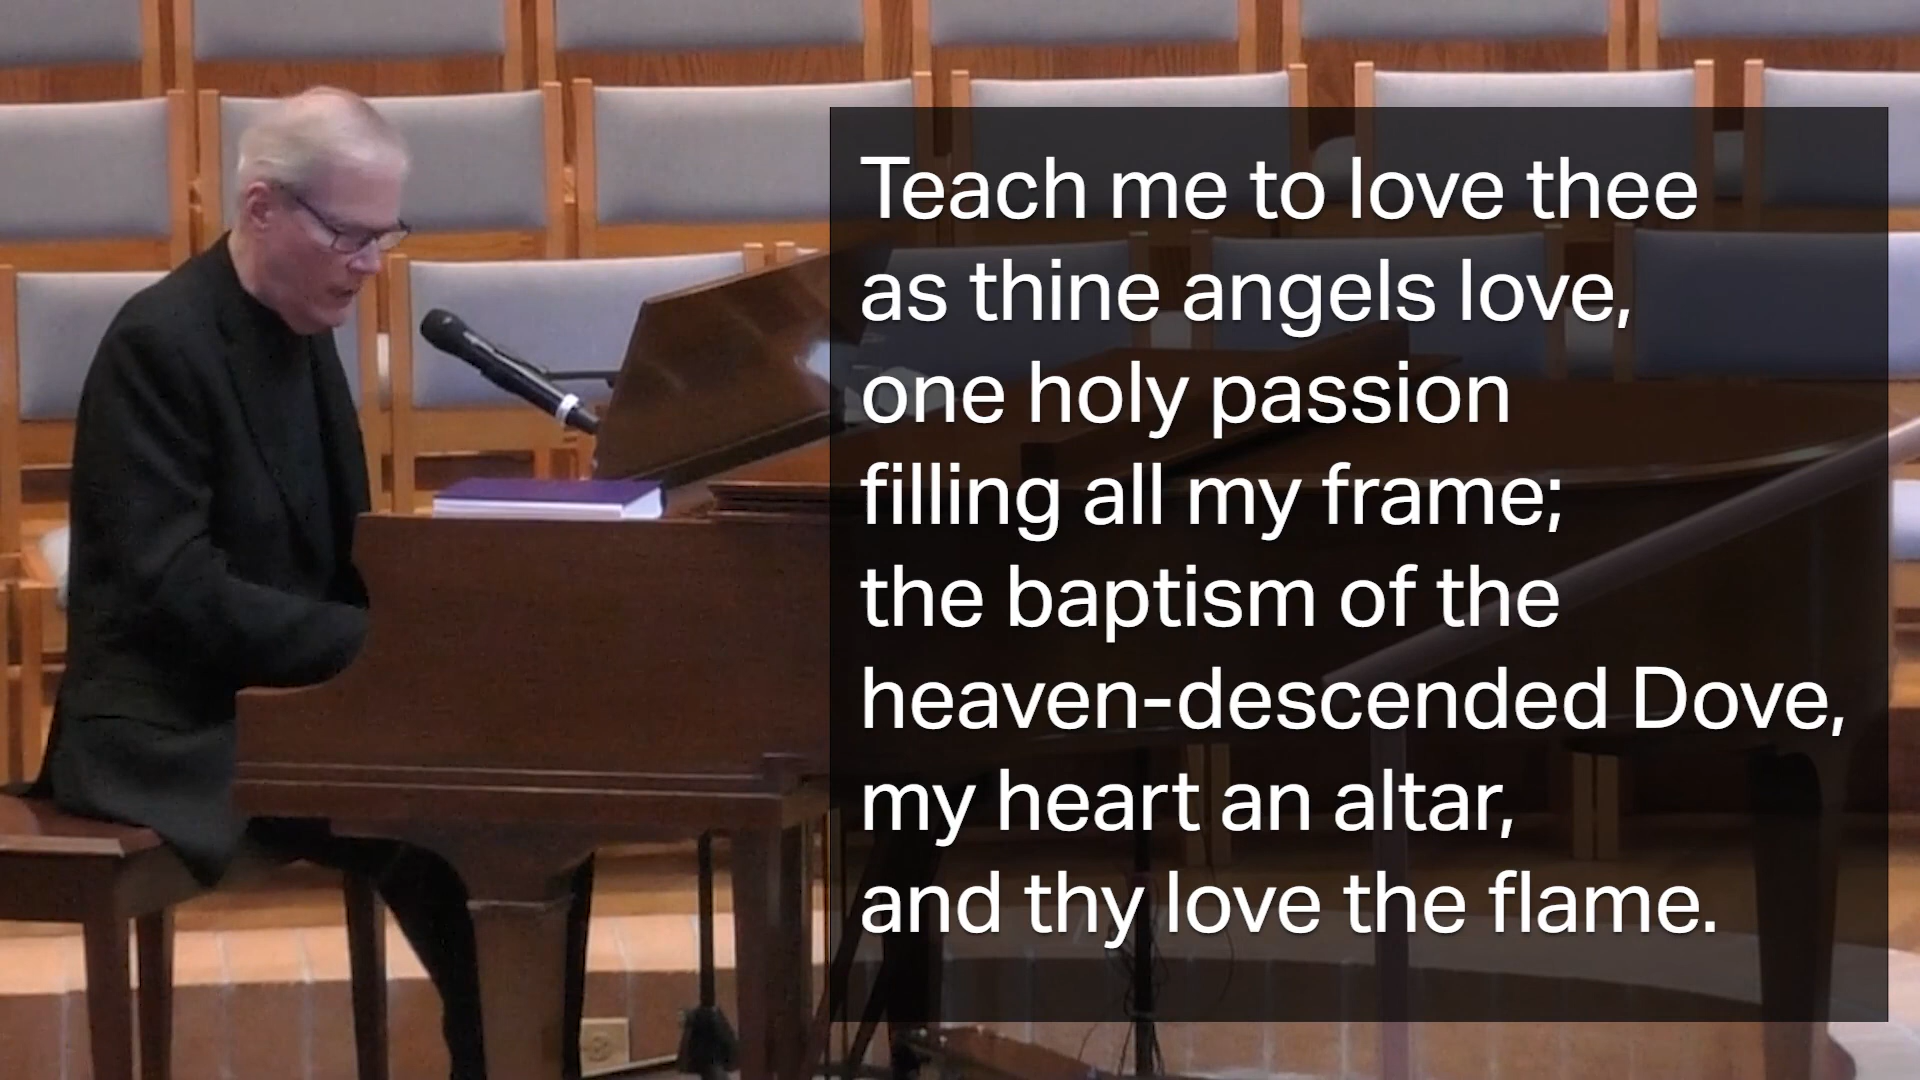 Teach me to love thee
as thine angels love,
one holy passion
filling all my frame;
the baptism of the
heaven-descended Dove,
my heart an altar,
and thy love the flame.